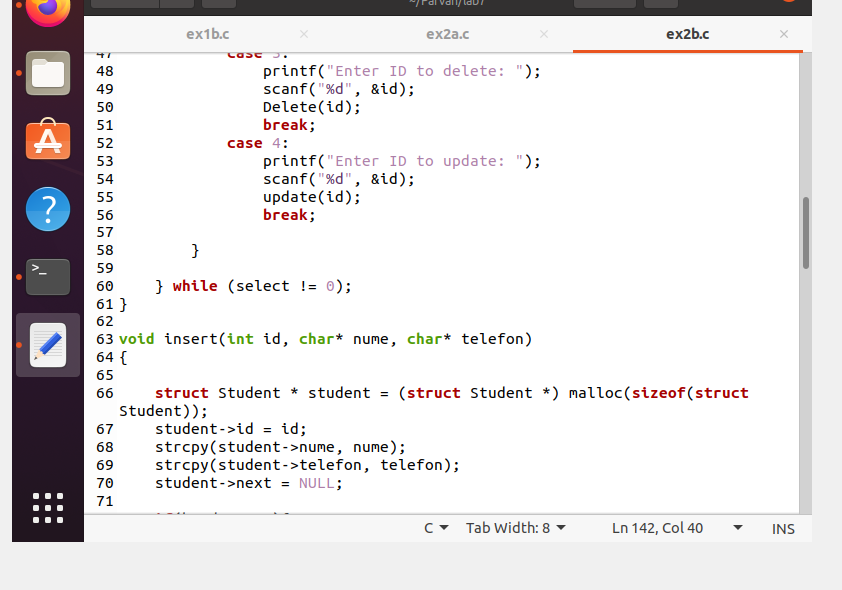 ~/Parvan/lab7
ex1b.c × ex2a.c × ex2b.c ×
47 case 3:
48 printf("Enter ID to delete: ");
49 scanf("%d", &id);
50 Delete(id);
51 break;
52 case 4:
53 printf("Enter ID to update: ");
54 scanf("%d", &id);
55 update(id);
56 break;
57
58 }
59
60 } while (select != 0);
61 }
62
63 void insert(int id, char* nume, char* telefon)
64 {
65
66 struct Student * student = (struct Student *) malloc(sizeof(struct
Student));
67 student->id = id;
68 strcpy(student->nume, nume);
69 strcpy(student->telefon, telefon);
70 student->next = NULL;
71
C Tab Width: 8 Ln 142, Col 40 INS